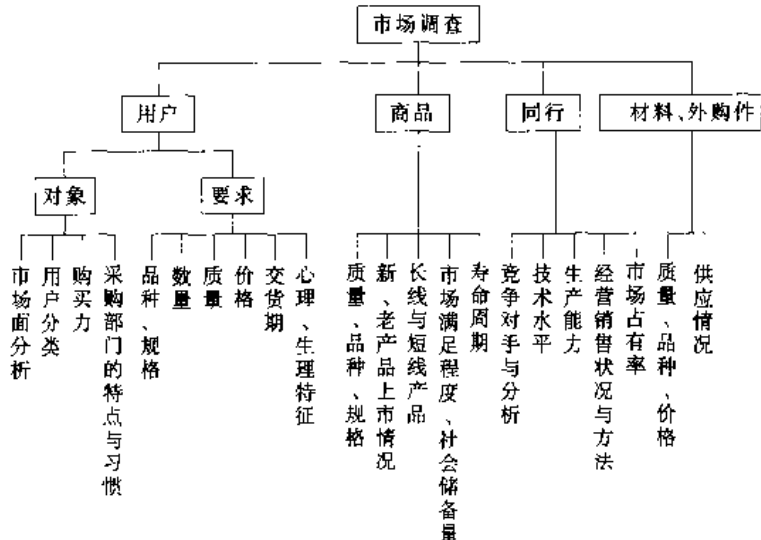 市场调查
用户
商品
同行
材料、外购件
对象
要求
市场面分析
用户分类
购买力
采购部门的特点与习惯
品种、规格
数量
质量
价格
交货期
心理、生理特征
质量、品种、规格
新、老产品上市情况
长线与短线产品
市场满足程度、社会储备量
寿命周期
竞争对手与分析
技术水平
生产能力
经营销售状况与方法
市场占有率
质量、品种、价格
供应情况